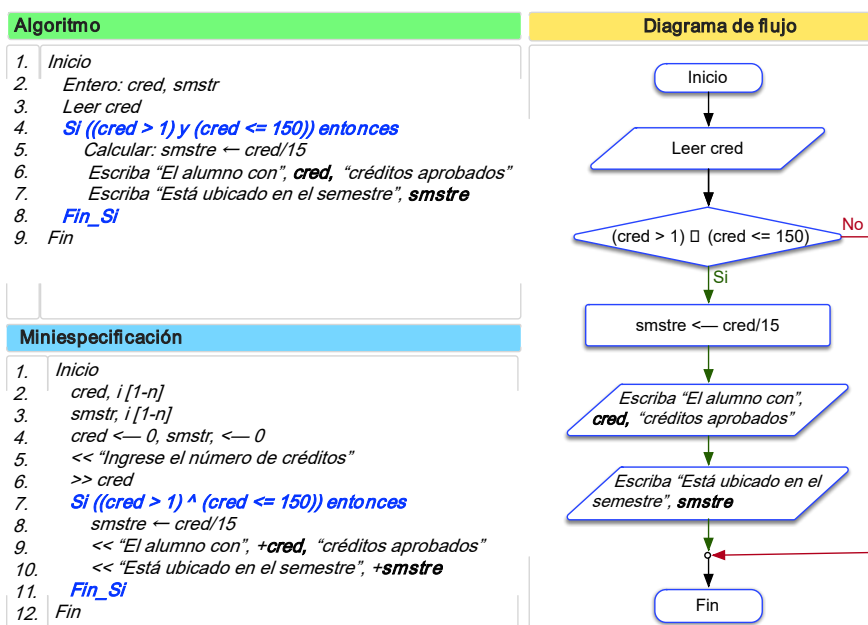 Algoritmo
1. Inicio
2. Entero: cred, smstr
3. Leer cred
4. Si ((cred > 1) y (cred <= 150)) entonces
5. Calcular: smstre ← cred/15
6. Escriba “El alumno con”, cred, “créditos aprobados”
7. Escriba “Está ubicado en el semestre”, smstre
8. Fin_Si
9. Fin
Miniespecificación
1. Inicio
2. cred, i [1-n]
3. smstr, i [1-n]
4. cred <— 0, smstr, <— 0
5. << “Ingrese el número de créditos”
6. >> cred
7. Si ((cred > 1) ^ (cred <= 150)) entonces
8. smstre ← cred/15
9. << “El alumno con”, +cred, “créditos aprobados”
10. << “Está ubicado en el semestre”, +smstre
11. Fin_Si
12. Fin
Diagrama de flujo
Inicio
Leer cred
(cred > 1) ▯ (cred <= 150)
No
Si
smstre <— cred/15
Escriba “El alumno con”,
cred, “créditos aprobados”
Escriba “Está ubicado en el
semestre”, smstre
Fin